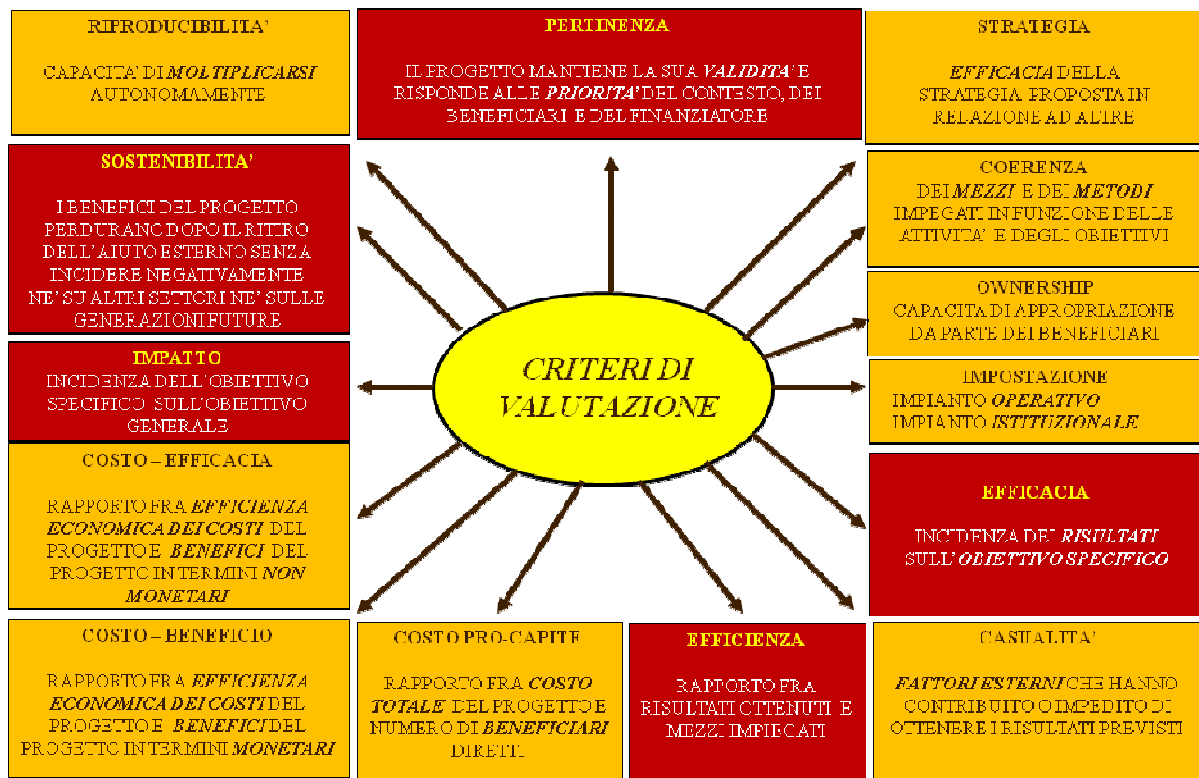 RIPRODUCIBILITA'
CAPACITA' DI MOLTIPLICARSI
AUTONOMAMENTE
PERTINENZA
IL PROGETTO MANTIENE LA SUA VALIDITA' E
RISPONDE ALLE PRIORITA' DEL CONTESTO, DEI
BENEFICIARI E DEL FINANZIATORE
STRATEGIA
EFFICACIA DELLA
STRATEGIA PROPOSTA IN
RELAZIONE AD ALTRE
SOSTENIBILITA'
I BENEFICI DEL PROGETTO
PERDURANO DOPO IL RITIRO
DELL'AIUTO ESTERNO SENZA
INCIDERE NEGATIVAMENTE
NE' SU ALTRI SETTORI NE' SULLE
GENERAZIONI FUTURE
COERENZA
DEI MEZZI E DEI METODI
IMPEGATI IN FUNZIONE DELLE
ATTIVITA' E DEGLI OBIETTIVI
OWNERSHIP
CAPACITA DI APPROPRIAZIONE
DA PARTE DEI BENEFICIARI
IMPATTO
INCIDENZA DELL'OBIETTIVO
SPECIFICO SULL'OBIETTIVO
GENERALE
CRITERI DI
VALUTAZIONE
IMPOSTAZIONE
IMPIANTO OPERATIVO
IMPIANTO ISTITUZIONALE
COSTO – EFFICACIA
RAPPORTO FRA EFFICIENZA
ECONOMICA DEI COSTI DEL
PROGETTO E BENEFICI DEL
PROGETTO IN TERMINI NON
MONETARI
EFFICACIA
INCIDENZA DEI RISULTATI
SULL'OBIETTIVO SPECIFICO
COSTO – BENEFICIO
RAPPORTO FRA EFFICIENZA
ECONOMICA DEI COSTI DEL
PROGETTO E BENEFICI DEL
PROGETTO IN TERMINI MONETARI
COSTO PRO-CAPITE
RAPPORTO FRA COSTO
TOTALE DEL PROGETTO E
NUMERO DI BENEFICIARI
DIRETTI
EFFICIENZA
RAPPORTO FRA
RISULTATI OTTENUTI E
MEZZI IMPIEGATI
CASUALITA'
FATTORI ESTERNI CHE HANNO
CONTRIBUITO O IMPEDITO DI
OTTENERE I RISULTATI PREVISTI